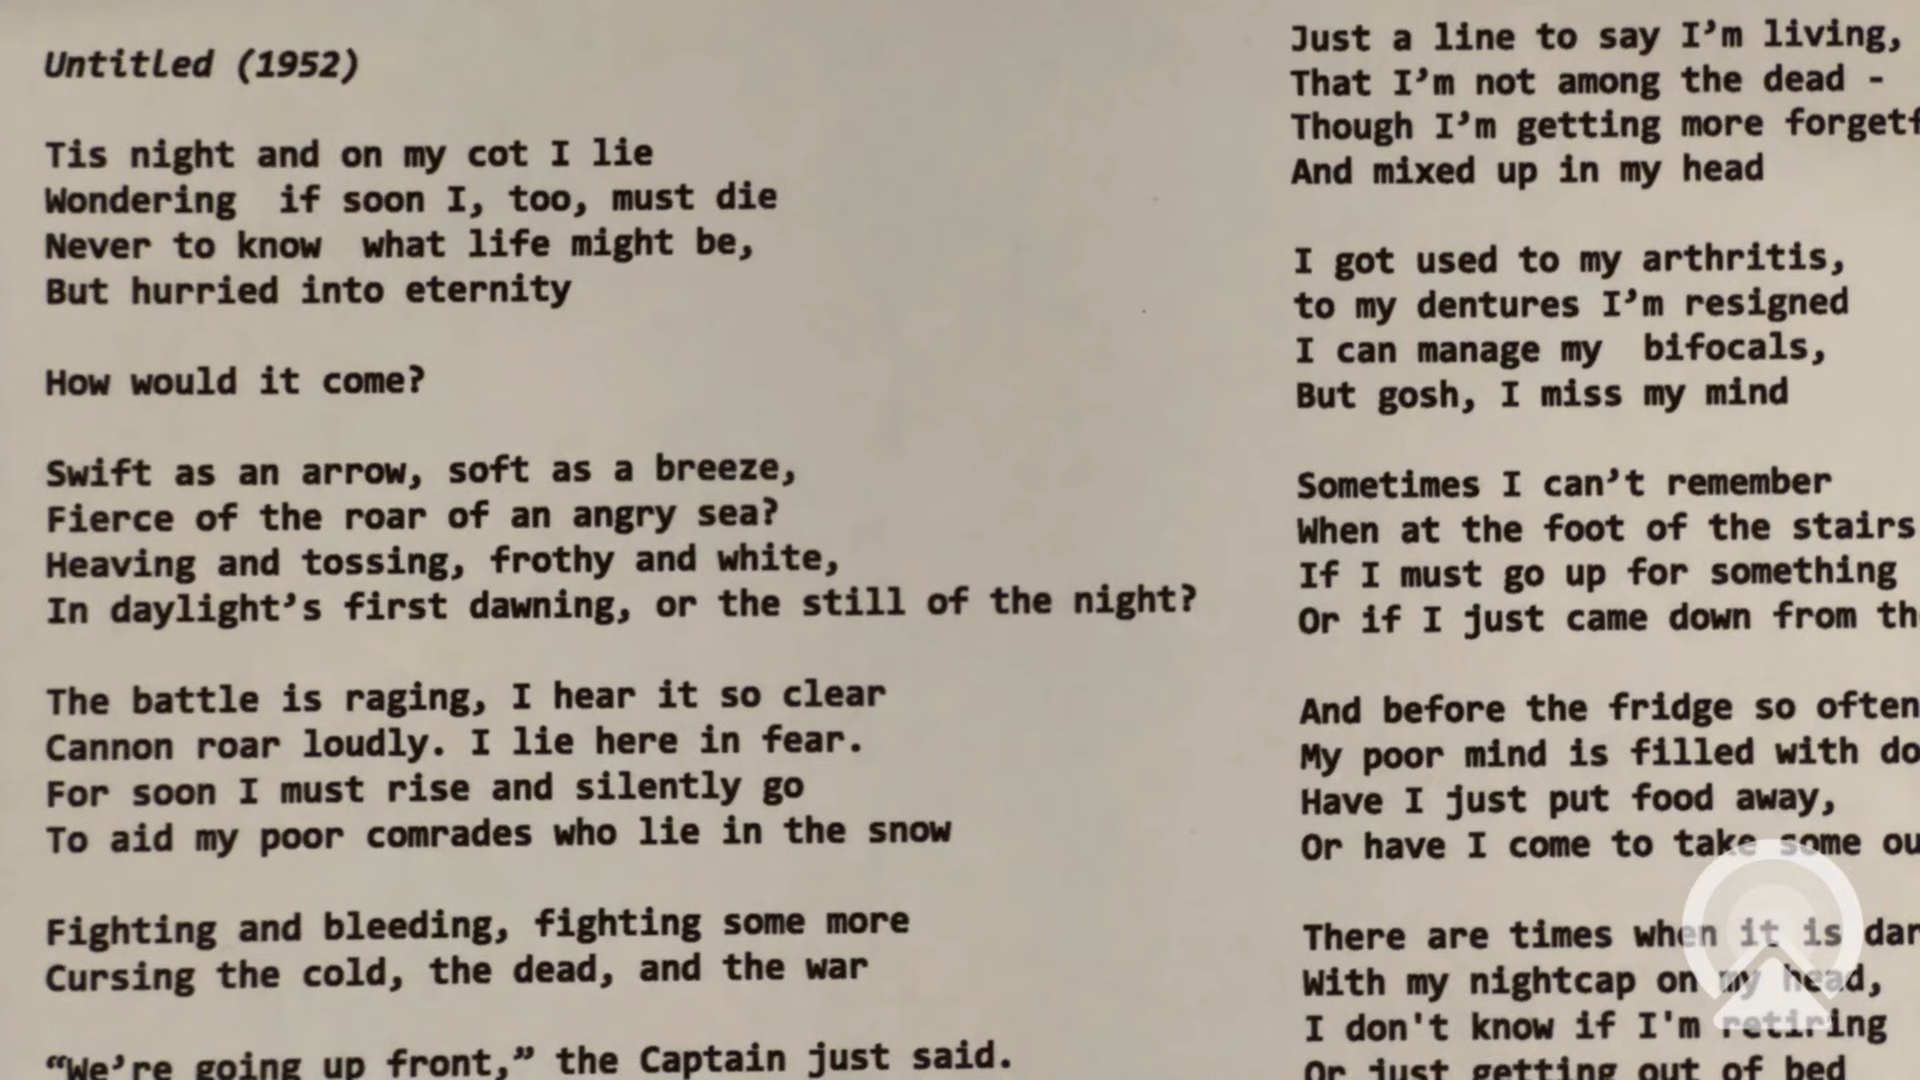 Untitled (1952)
Tis night and on my cot I lie
Wondering if soon I, too, must die
Never to know what life might be,
But hurried into eternity
How would it come?
Swift as an arrow, soft as a breeze,
Fierce of the roar of an angry sea?
Heaving and tossing, frothy and white,
In daylight’s first dawning, or the still of the night?
The battle is raging, I hear it so clear
Cannon roar loudly. I lie here in fear.
For soon I must rise and silently go
To aid my poor comrades who lie in the snow
Fighting and bleeding, fighting some more
Cursing the cold, the dead, and the war
“We’re going up front,” the Captain just said.
Just a line to say I’m living,
That I’m not among the dead -
Though I’m getting more
And mixed up in my head
I got used to my arthritis,
to my dentures I’m resigned
I can manage my bifocals,
But gosh, I miss my mind
Sometimes I can’t remember
When at the foot of the stairs
If I must go up for something
Or if I just came down from
And before the fridge so often
My poor mind is filled with
Have I just put food away,
Or have I come to take some
There are times when it is
With my nightcap on my head,
I don't know if I'm retiring
Or just getting out of bed